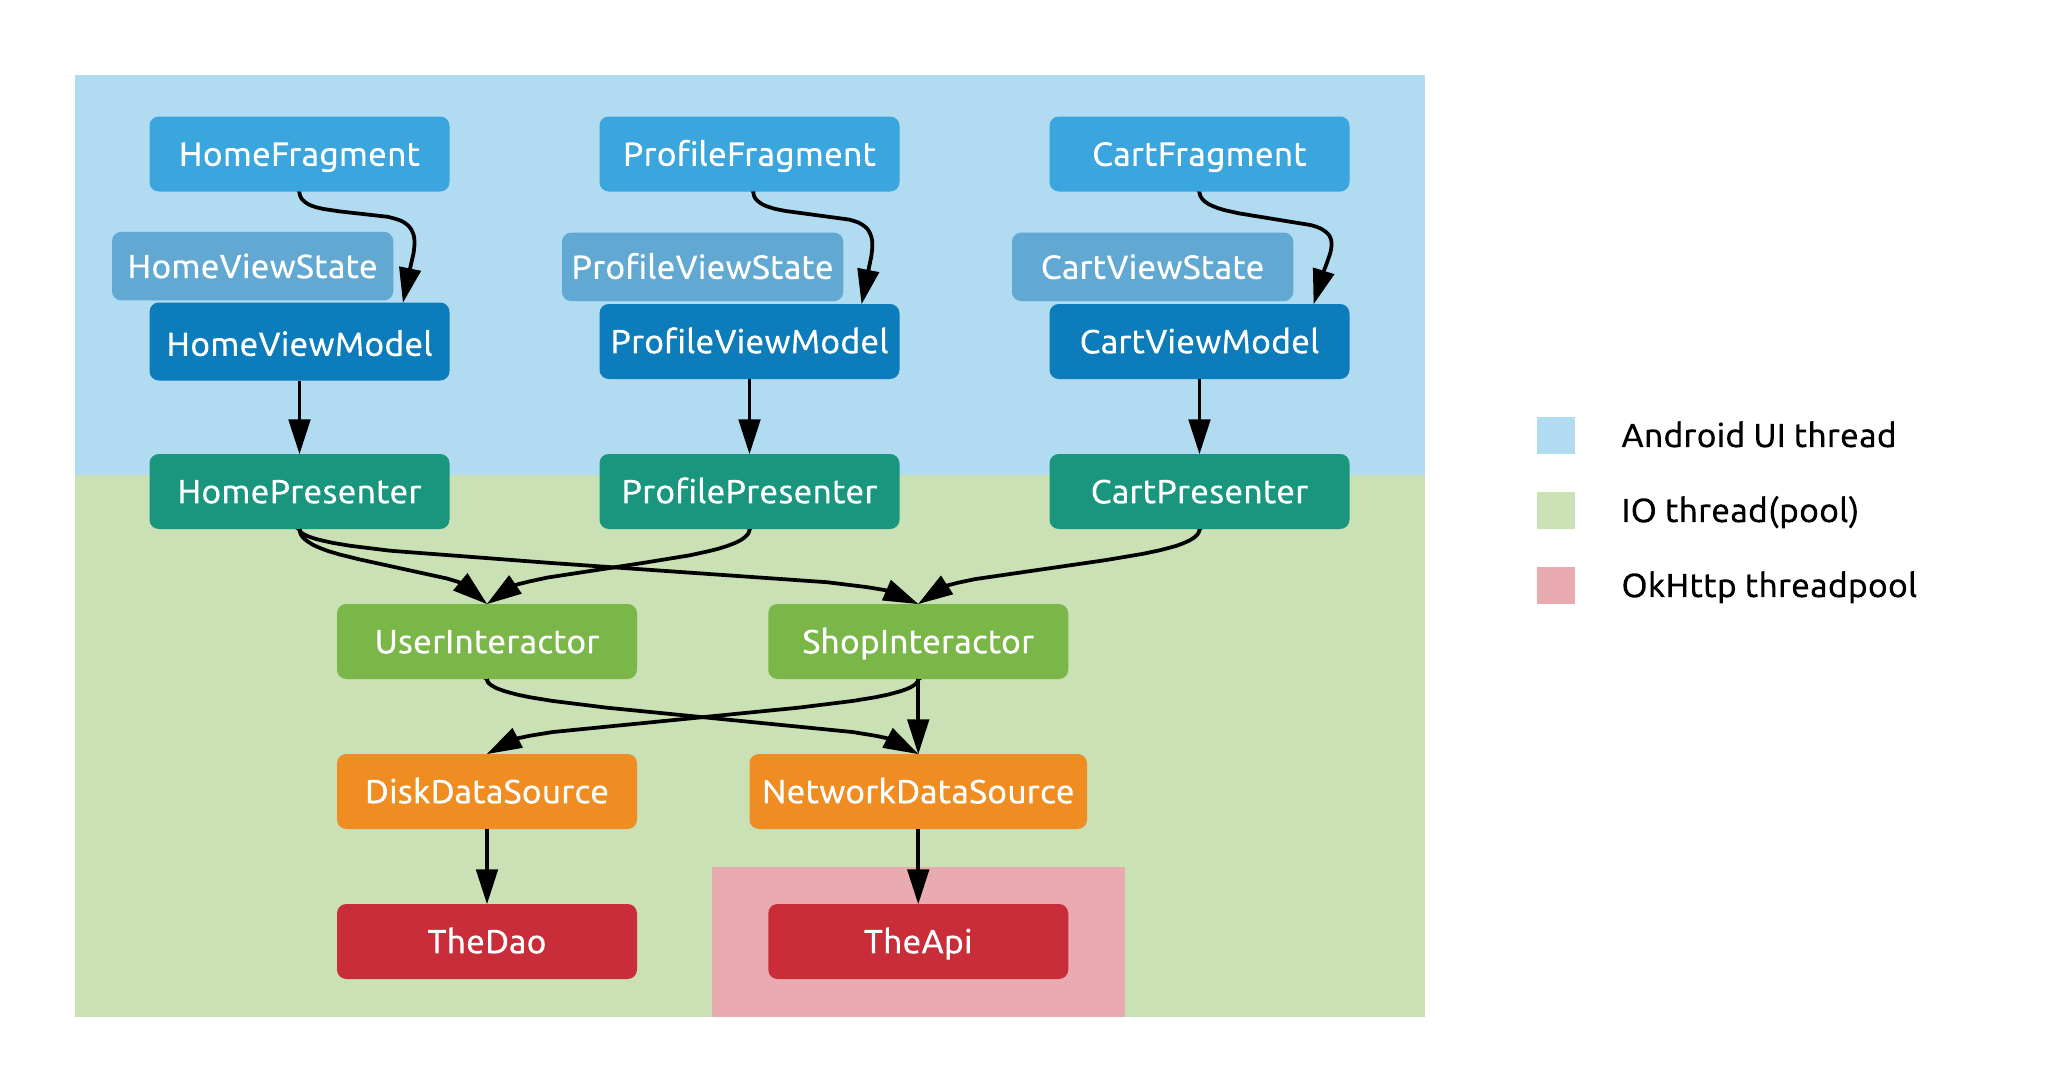 HomeFragment
ProfileFragment
CartFragment
HomeViewState
ProfileViewState
CartViewState
HomeViewModel
ProfileViewModel
CartViewModel
HomePresenter
ProfilePresenter
CartPresenter
UserInteractor
ShopInteractor
DiskDataSource
NetworkDataSource
TheDao
TheApi
Android UI thread
IO thread(pool)
OkHttp threadpool